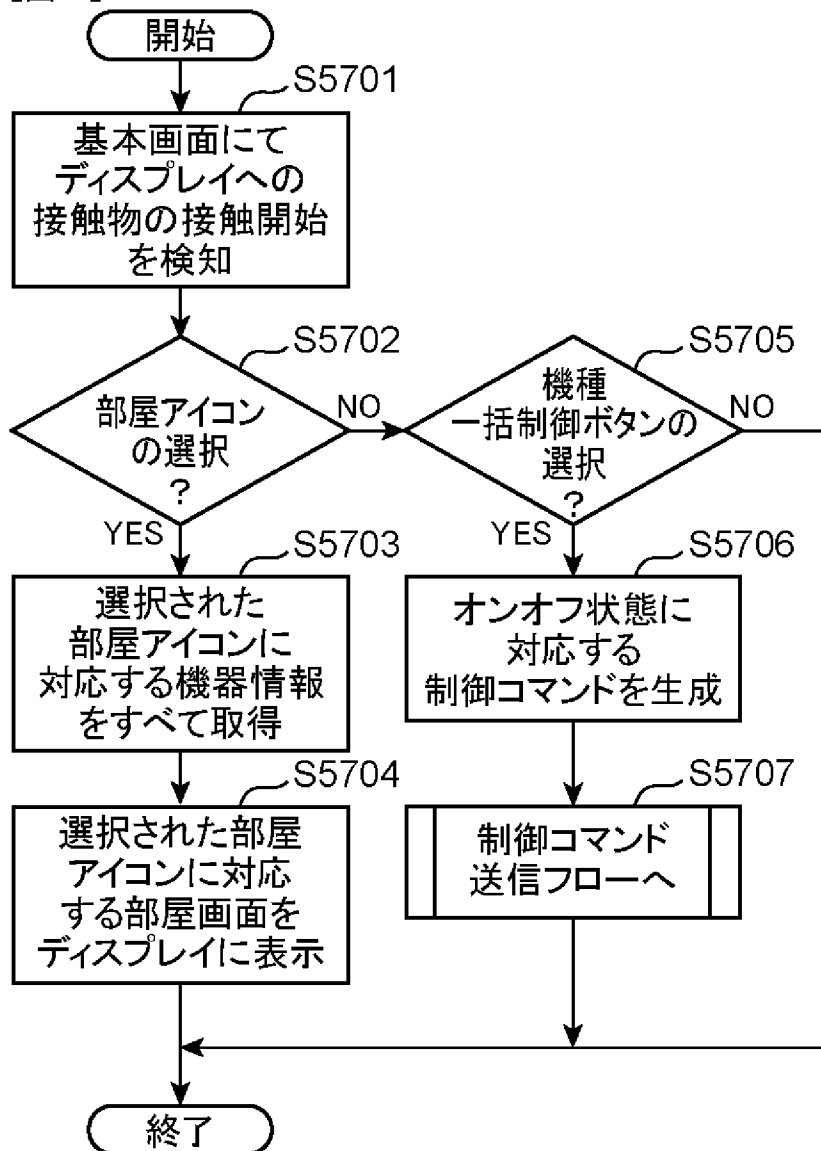 開始
S5701
基本画面にて
ディスプレイへの
接触物の接触開始
を検知
S5702
部屋アイコン
の選択
?
NO
YES
S5705
機種
一括制御ボタンの
選択
?
NO
YES
S5703
選択された
部屋アイコンに
対応する機器情報
をすべて取得
S5706
オンオフ状態に
対応する
制御コマンドを生成
S5704
選択された部屋
アイコンに対応
する部屋画面を
ディスプレイに表示
S5707
制御コマンド
送信フローへ
終了